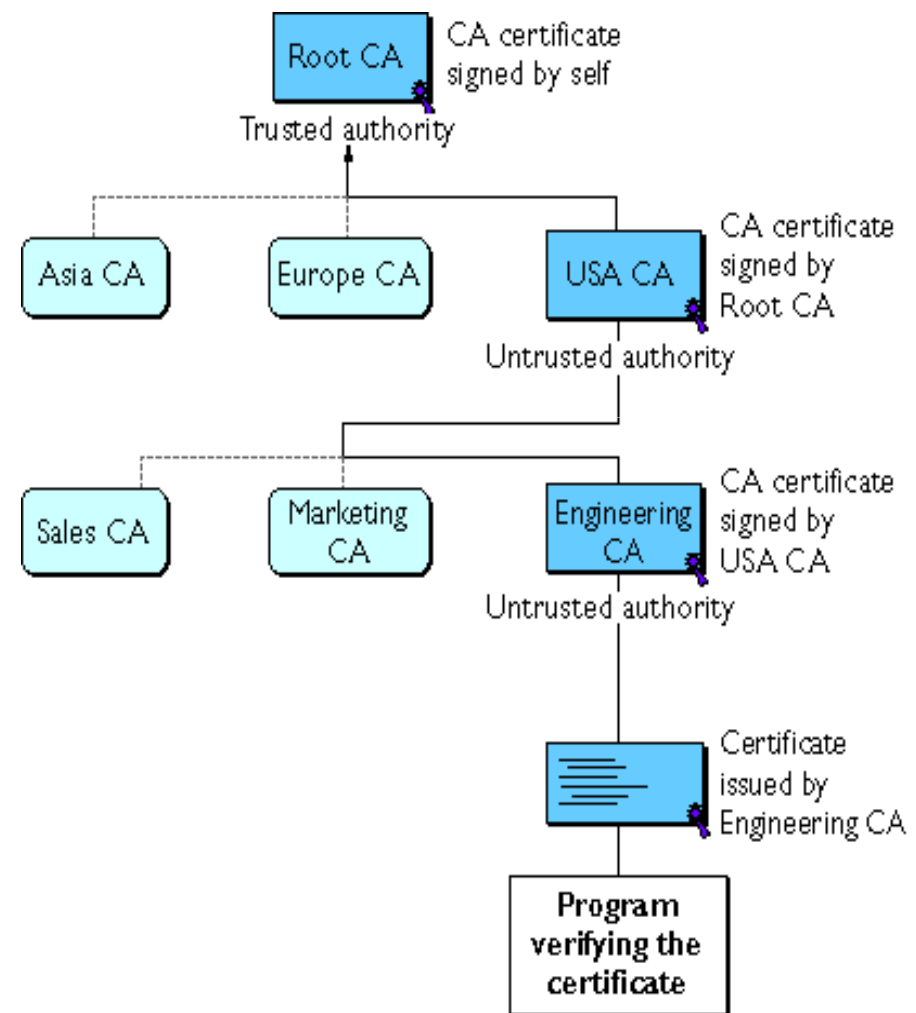 Root CA
CA certificate
signed by self
Trusted authority
Asia CA
Europe CA
USA CA
CA certificate
signed by
Root CA
Untrusted authority
Sales CA
Marketing
CA
Engineering
CA
CA certificate
signed by
USA CA
Untrusted authority
Certificate
issued by
Engineering CA
Program
verifying the
certificate